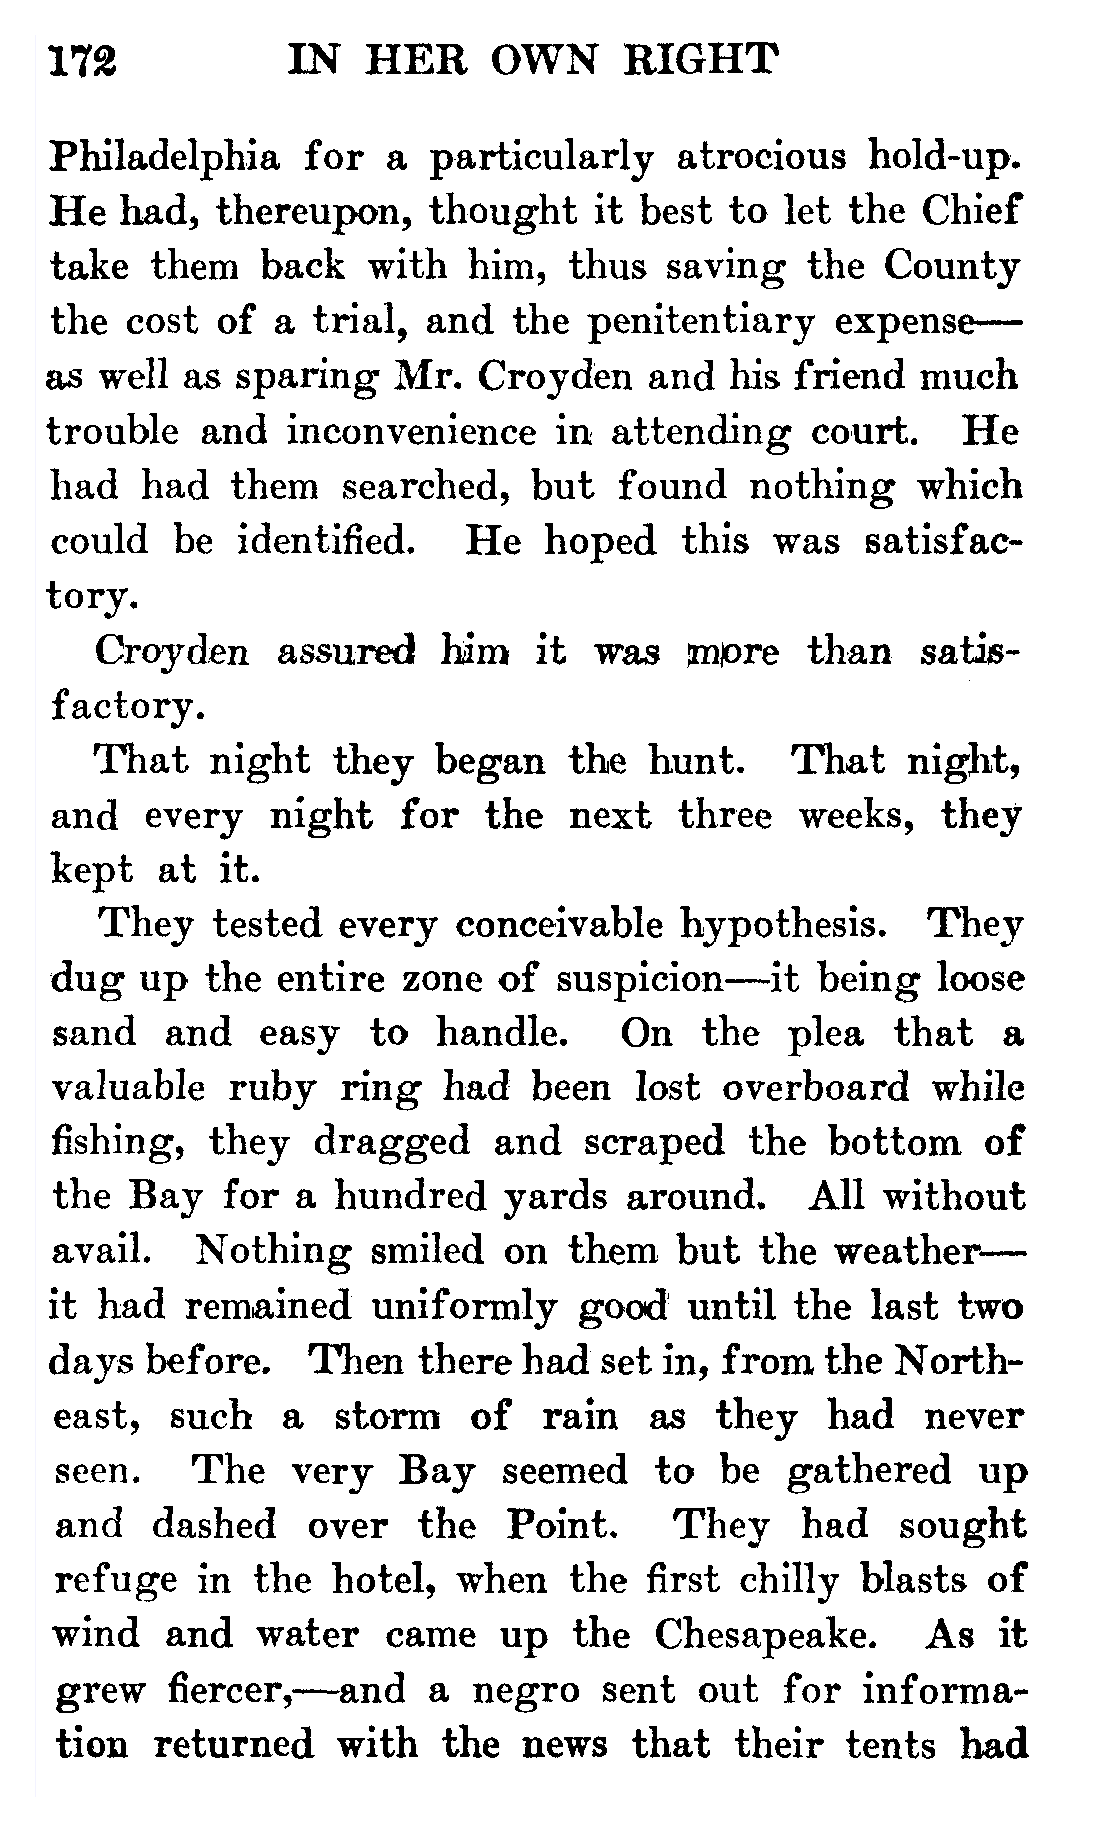 172 IN HER OWN RIGHT
Philadelphia for a particularly atrocious hold-up.
He had, thereupon, thought it best to let the Chief
take them back with him, thus saving the County
the cost of a trial, and the penitentiary expense—
as well as sparing Mr. Croyden and his friend much
trouble and inconvenience in attending court. He
had had them searched, but found nothing which
could be identified. He hoped this was satisfac-
tory.
Croyden assured him it was more than satis-
factory.
That night they began the hunt. That night,
and every night for the next three weeks, they
kept at it.
They tested every conceivable hypothesis. They
dug up the entire zone of suspicion—it being loose
sand and easy to handle. On the plea that a
valuable ruby ring had been lost overboard while
fishing, they dragged and scraped the bottom of
the Bay for a hundred yards around. All without
avail. Nothing smiled on them but the weather—
it had remained uniformly good until the last two
days before. Then there had set in, from the North-
east, such a storm of rain as they had never
seen. The very Bay seemed to be gathered up
and dashed over the Point. They had sought
refuge in the hotel, when the first chilly blasts of
wind and water came up the Chesapeake. As it
grew fiercer,—and a negro sent out for informa-
tion returned with the news that their tents had